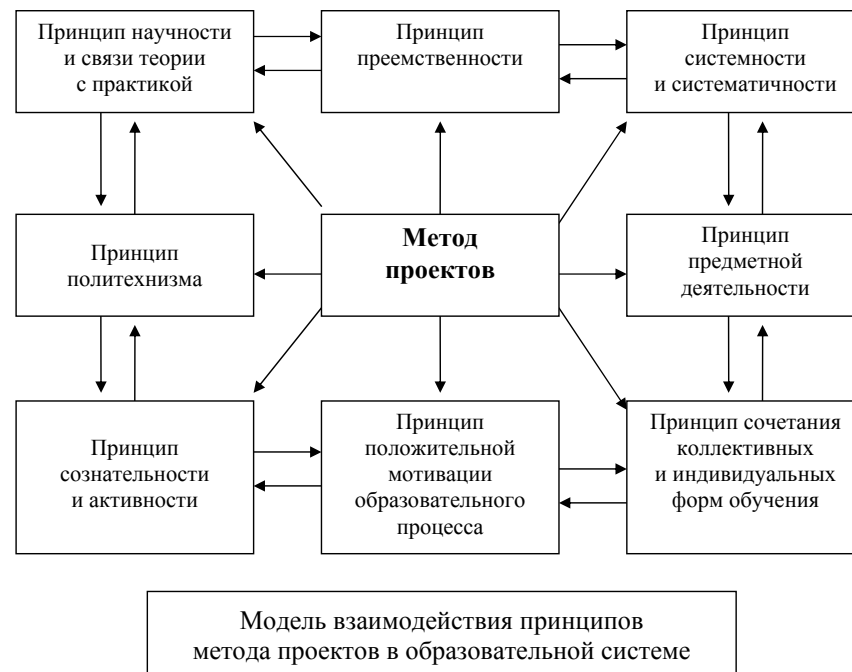 Принцип научности
и связи теории
с практикой
Принцип
преемственности
Принцип
системности
и систематичности
Принцип
политехнизма
Метод
проектов
Принцип
предметной
деятельности
Принцип
сознательности
и активности
Принцип
положительной
мотивации
образовательного
процесса
Принцип сочетания
коллективных
и индивидуальных
форм обучения
Модель взаимодействия принципов
метода проектов в образовательной системе